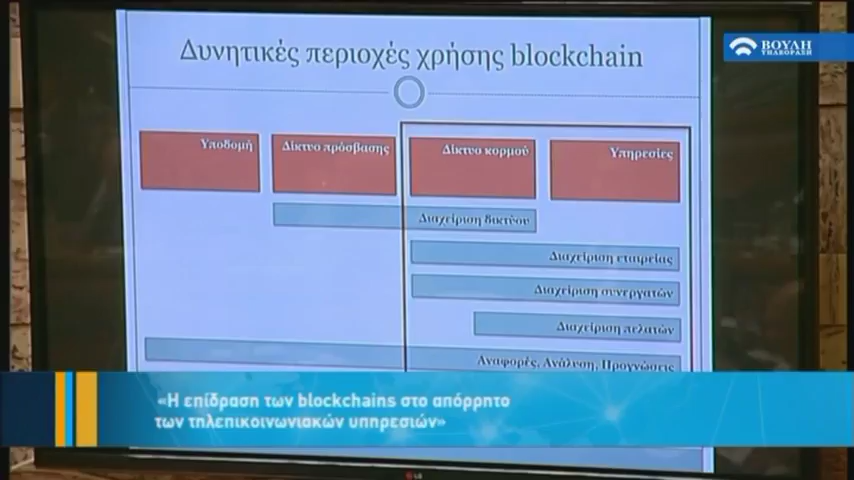 Δυνητικές περιοχές χρήσης blockchain
ΒΟΥΛΗ
ΤΗΛΕΟΡΑΣΗ
Υποδομή
Δίκτυο πρόσβασης
Δίκτυο κορμού
Υπηρεσίες
Διαχείριση δικτύου
Διαχείριση εταιρείας
Διαχείριση συνεργατών
Διαχείριση πελατών
Αναφορές, Ανάλυση, Προγνώσεις
«Η επίδραση των blockchains στο απόρρητο
των τηλεπικοινωνιακών υπηρεσιών»
LG